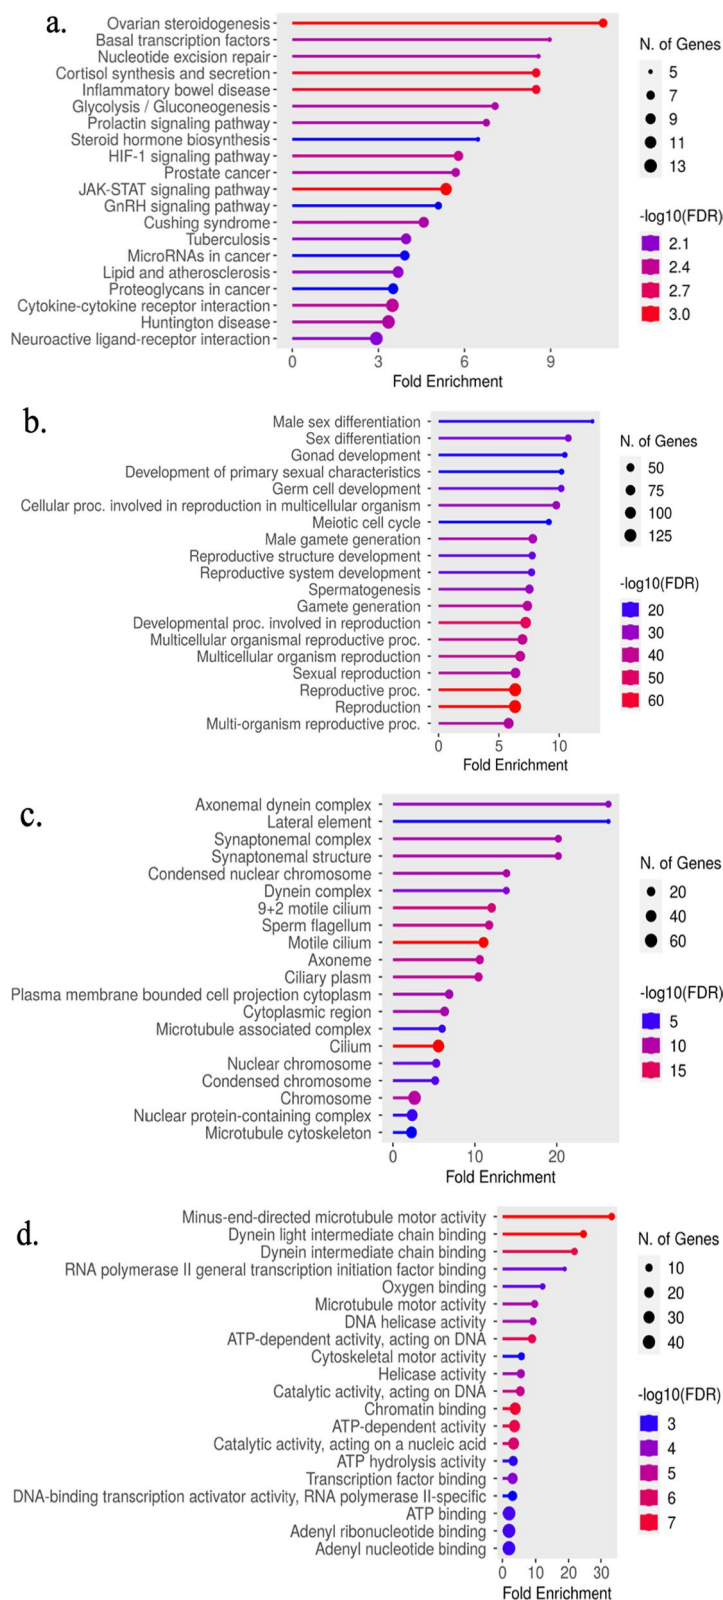 a.
Ovarian steroidogenesis
Basal transcription factors
Nucleotide excision repair
Cortisol synthesis and secretion
Inflammatory bowel disease
Glycolysis / Gluconeogenesis
Prolactin signaling pathway
Steroid hormone biosynthesis
HIF-1 signaling pathway
Prostate cancer
JAK-STAT signaling pathway
GnRH signaling pathway
Cushing syndrome
Tuberculosis
MicroRNAs in cancer
Lipid and atherosclerosis
Proteoglycans in cancer
Cytokine-cytokine receptor interaction
Huntington disease
Neuroactive ligand-receptor interaction
0 3 6 9
Fold Enrichment
N. of Genes
5
7
9
11
13
-log10(FDR)
2.1
2.4
2.7
3.0
b.
Male sex differentiation
Sex differentiation
Gonad development
Development of primary sexual characteristics
Germ cell development
Cellular proc. involved in reproduction in multicellular organism
Meiotic cell cycle
Male gamete generation
Reproductive structure development
Reproductive system development
Spermatogenesis
Gamete generation
Developmental proc. involved in reproduction
Multicellular organismal reproductive proc.
Multicellular organism reproduction
Sexual reproduction
Reproductive proc.
Reproduction
Multi-organism reproductive proc.
0 5 10
Fold Enrichment
N. of Genes
50
75
100
125
-log10(FDR)
20
30
40
50
60
c.
Axonemal dynein complex
Lateral element
Synaptonemal complex
Synaptonemal structure
Condensed nuclear chromosome
Dynein complex
9+2 motile cilium
Sperm flagellum
Motile cilium
Axoneme
Ciliary plasm
Plasma membrane bounded cell projection cytoplasm
Cytoplasmic region
Microtubule associated complex
Cilium
Nuclear chromosome
Condensed chromosome
Chromosome
Nuclear protein-containing complex
Microtubule cytoskeleton
0 10 20
Fold Enrichment
N. of Genes
20
40
60
-log10(FDR)
5
10
15
d.
Minus-end-directed microtubule motor activity
Dynein light intermediate chain binding
Dynein intermediate chain binding
RNA polymerase II general transcription initiation factor binding
Oxygen binding
Microtubule motor activity
DNA helicase activity
ATP-dependent activity, acting on DNA
Cytoskeletal motor activity
Helicase activity
Catalytic activity, acting on DNA
Chromatin binding
ATP-dependent activity
Catalytic activity, acting on a nucleic acid
ATP hydrolysis activity
Transcription factor binding
DNA-binding transcription activator activity, RNA polymerase II-specific
ATP binding
Adenyl ribonucleotide binding
Adenyl nucleotide binding
0 10 20 30
Fold Enrichment
N. of Genes
10
20
30
40
-log10(FDR)
3
4
5
6
7